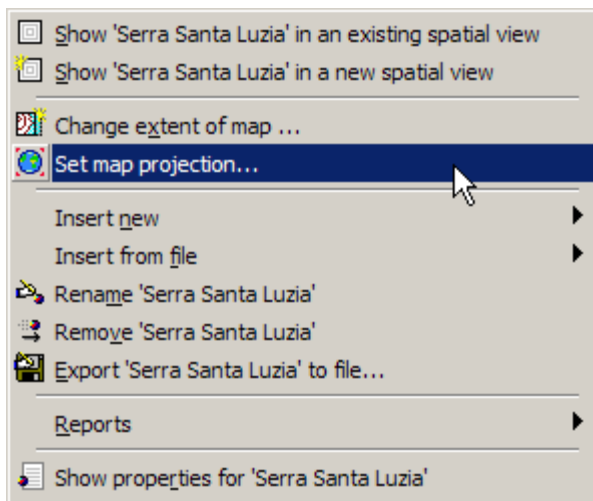 Show 'Serra Santa Luzia' in an existing spatial view
Show 'Serra Santa Luzia' in a new spatial view
Change extent of map ...
Set map projection...
Insert new
Insert from file
Rename 'Serra Santa Luzia'
Remove 'Serra Santa Luzia'
Export 'Serra Santa Luzia' to file...
Reports
Show properties for 'Serra Santa Luzia'